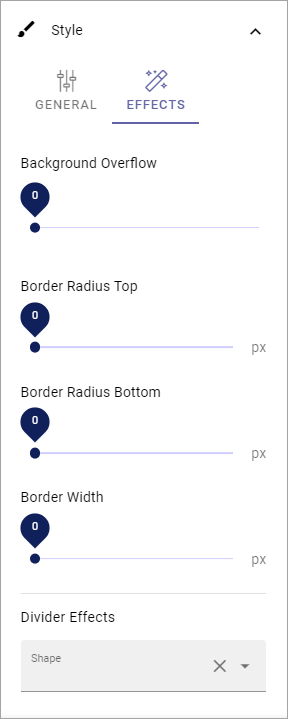 Style
GENERAL EFFECTS
Background Overflow
0
Border Radius Top
0
px
Border Radius Bottom
0
px
Border Width
0
px
Divider Effects
Shape